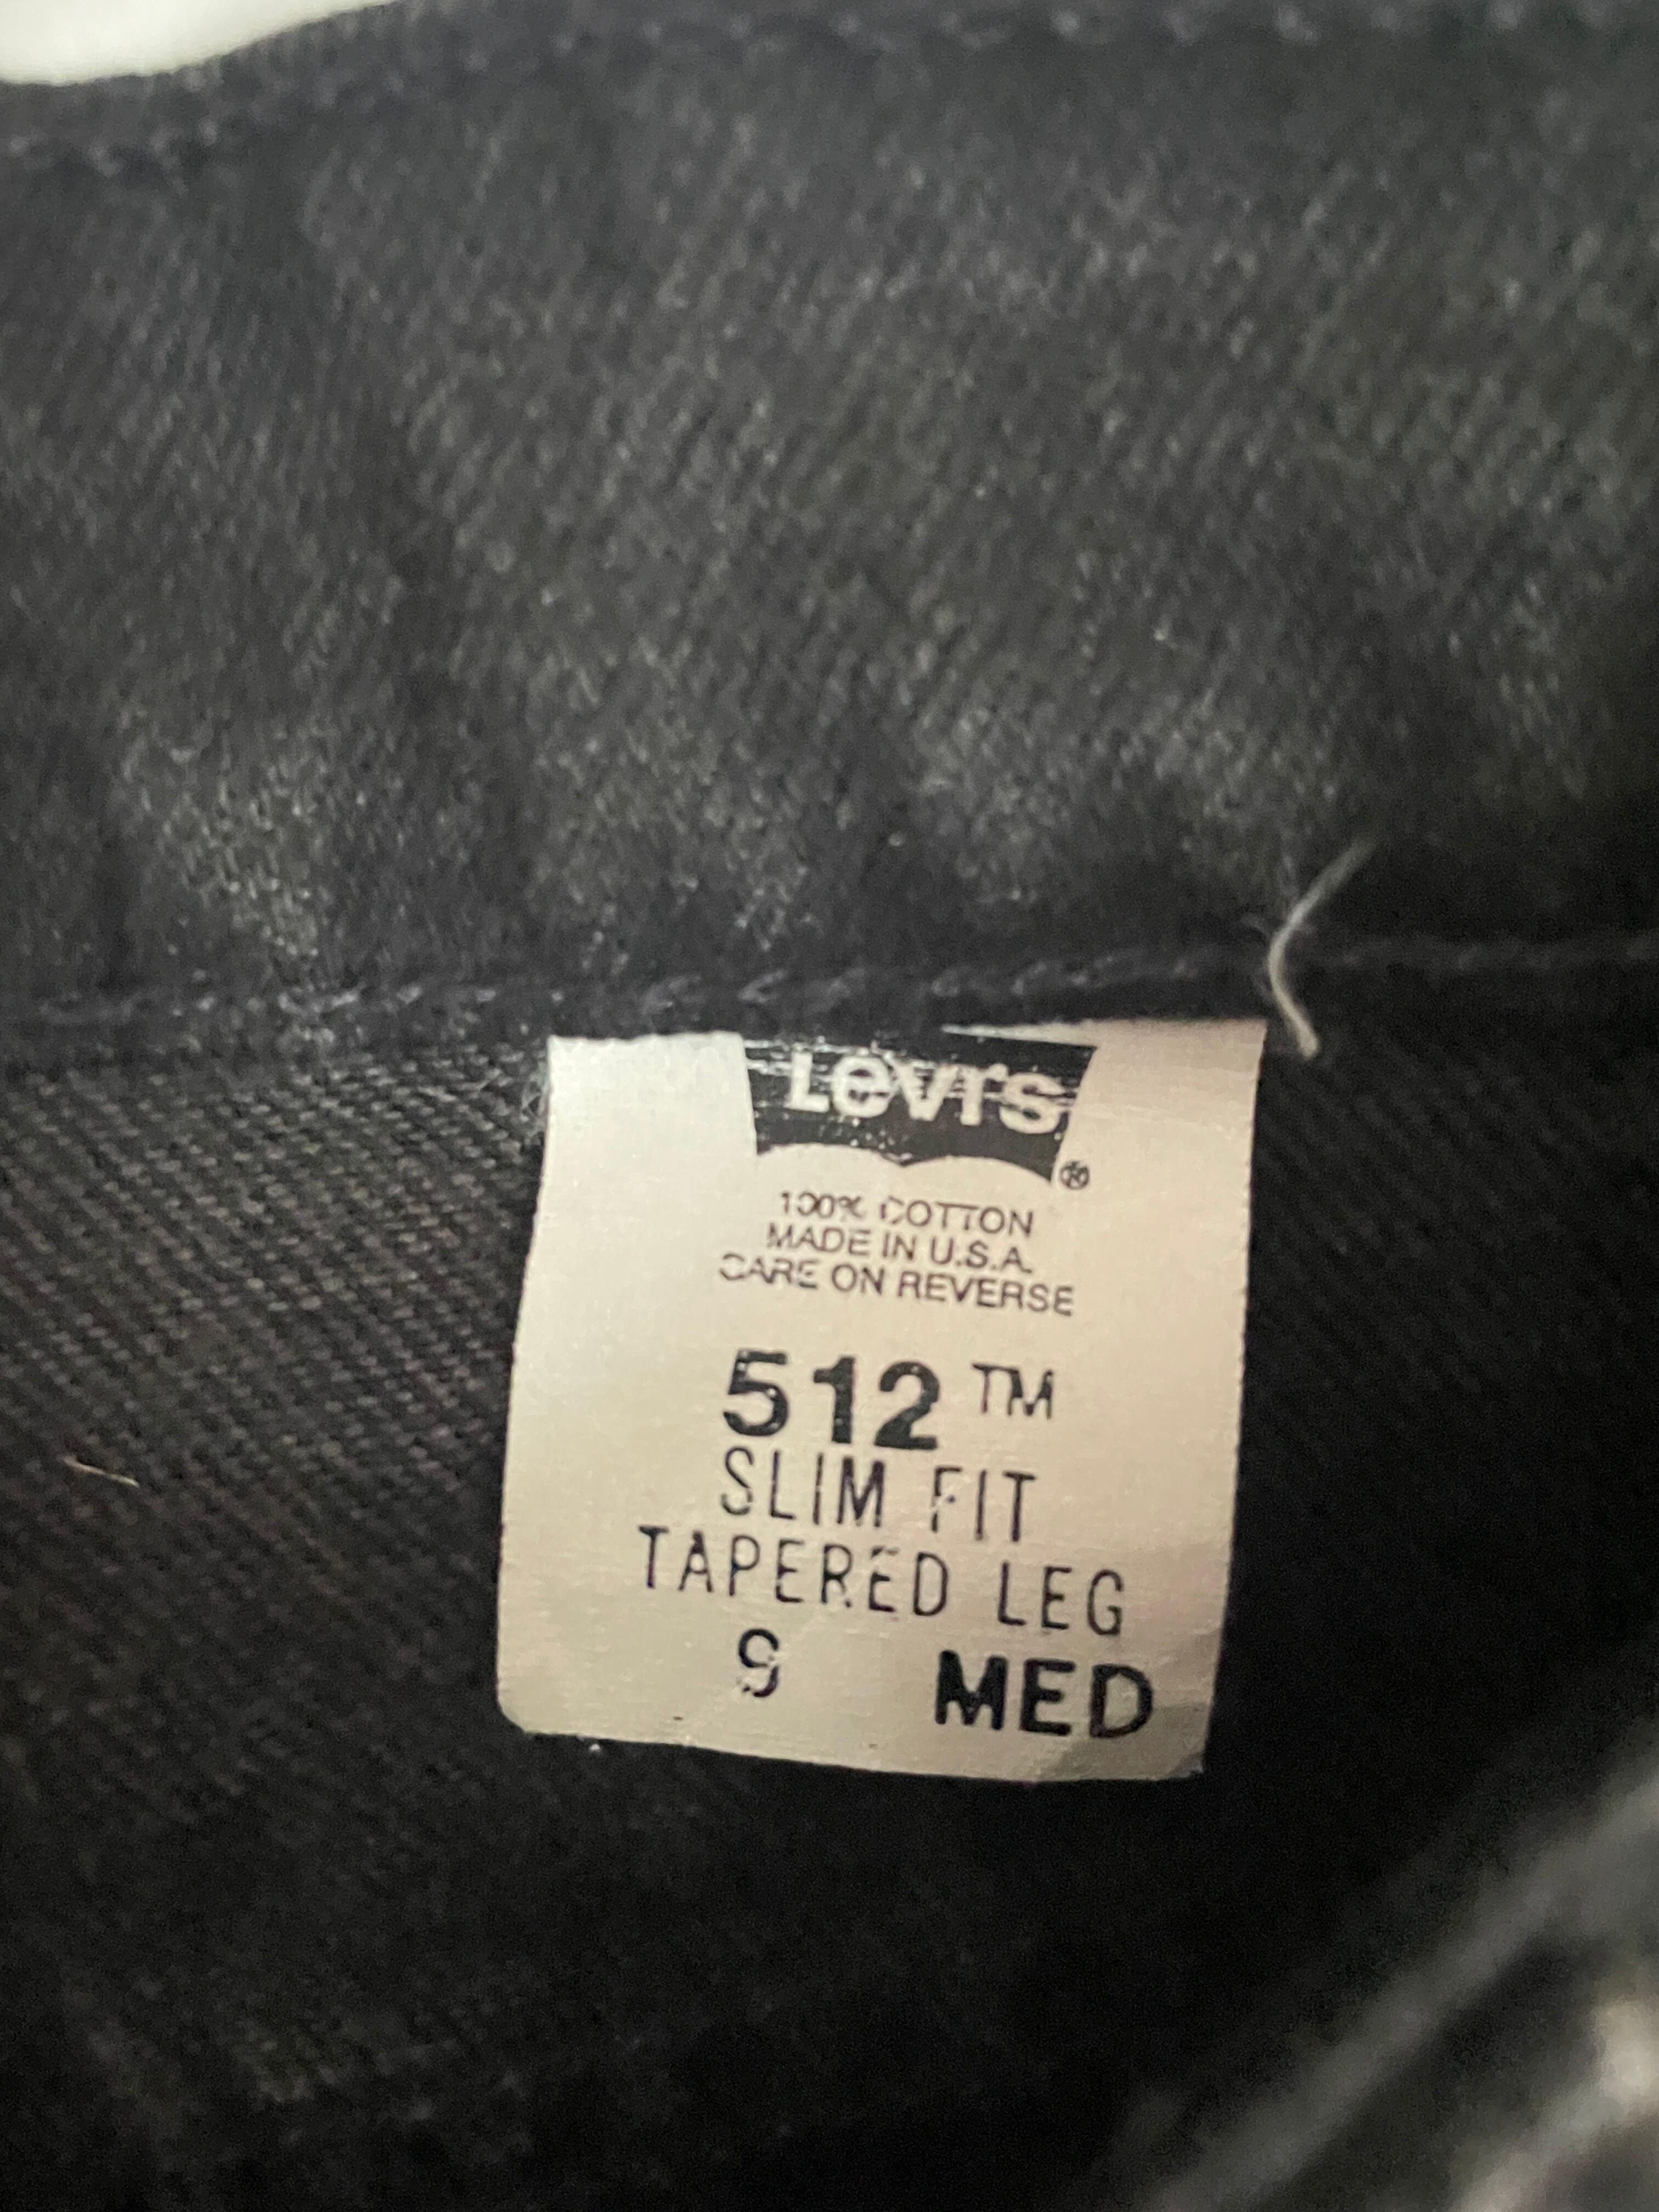 Levi's ®
100% COTTON
MADE IN U.S.A.
CARE ON REVERSE
512 ™
SLIM FIT
TAPERED LEG
9 MED